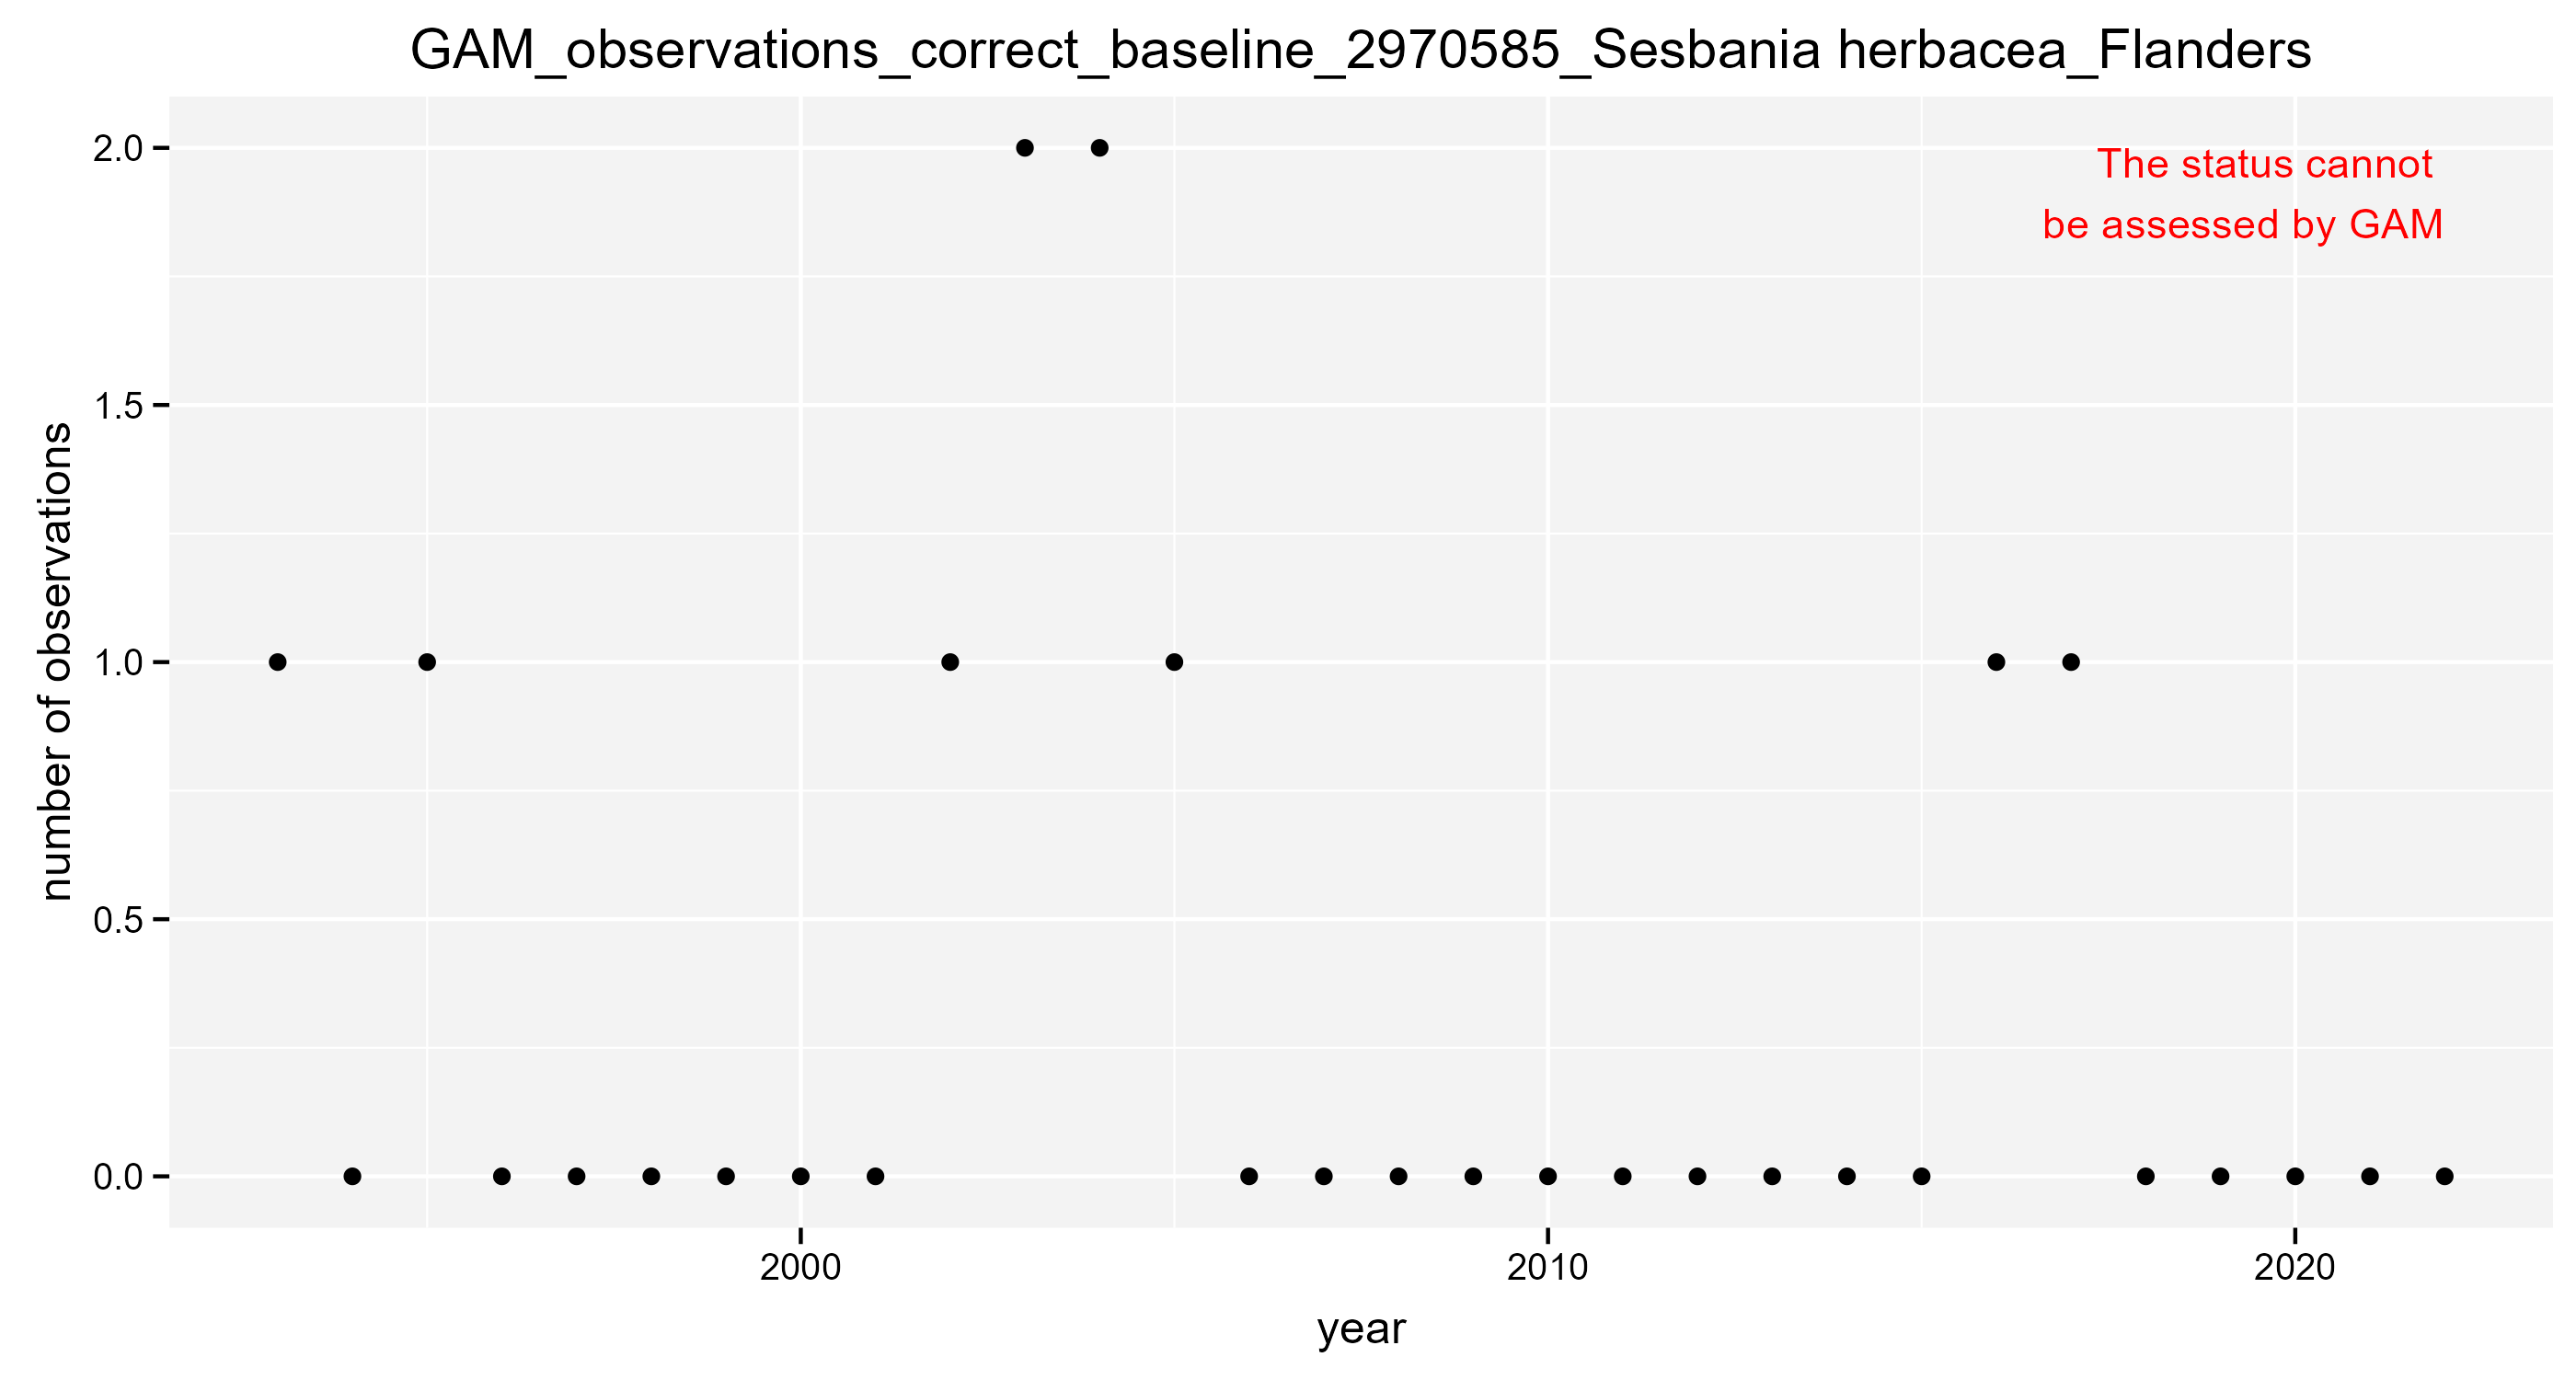 GAM_observations_correct_baseline_2970585_Sesbania herbacea_Flanders
The status cannot
be assessed by GAM
number of observations
2.0
1.5
1.0
0.5
0.0
2000
2010
2020
year